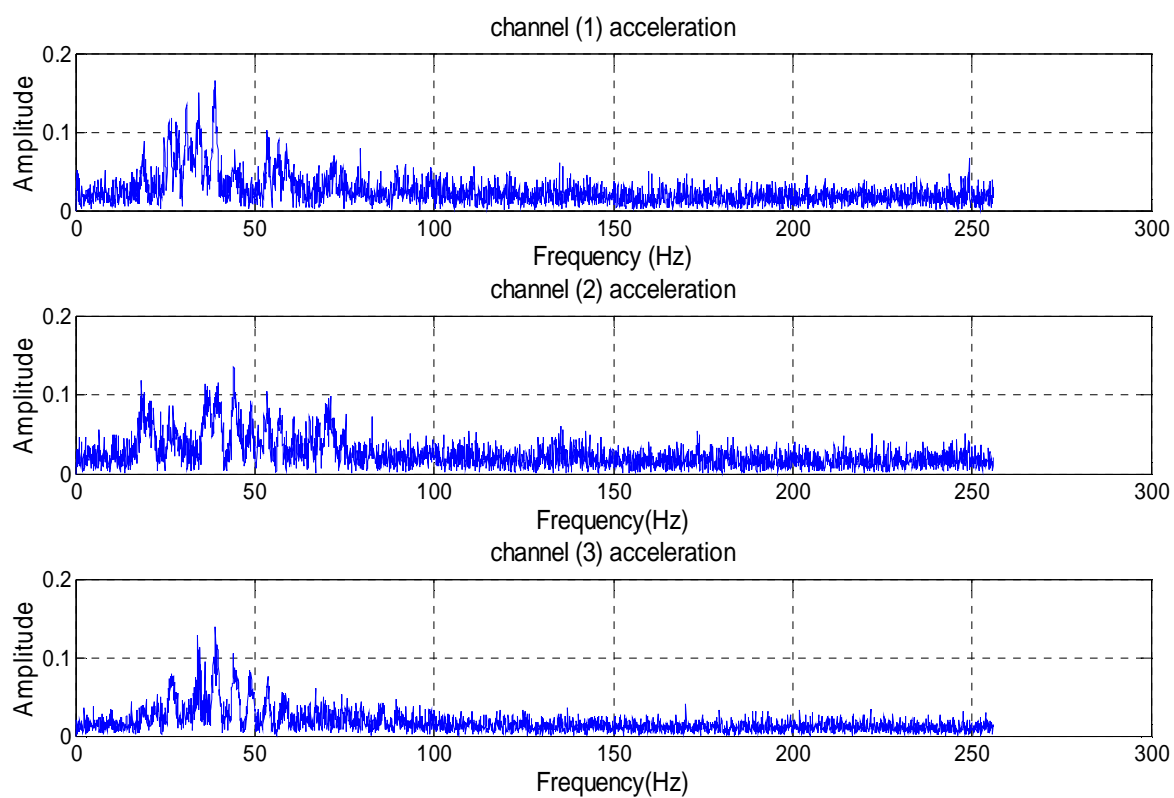 channel (1) acceleration
0.2
0.1
0
Amplitude
0 50 100 150 200 250 300
Frequency (Hz)
channel (2) acceleration
0.2
0.1
0
Amplitude
0 50 100 150 200 250 300
Frequency(Hz)
channel (3) acceleration
0.2
0.1
0
Amplitude
0 50 100 150 200 250 300
Frequency(Hz)